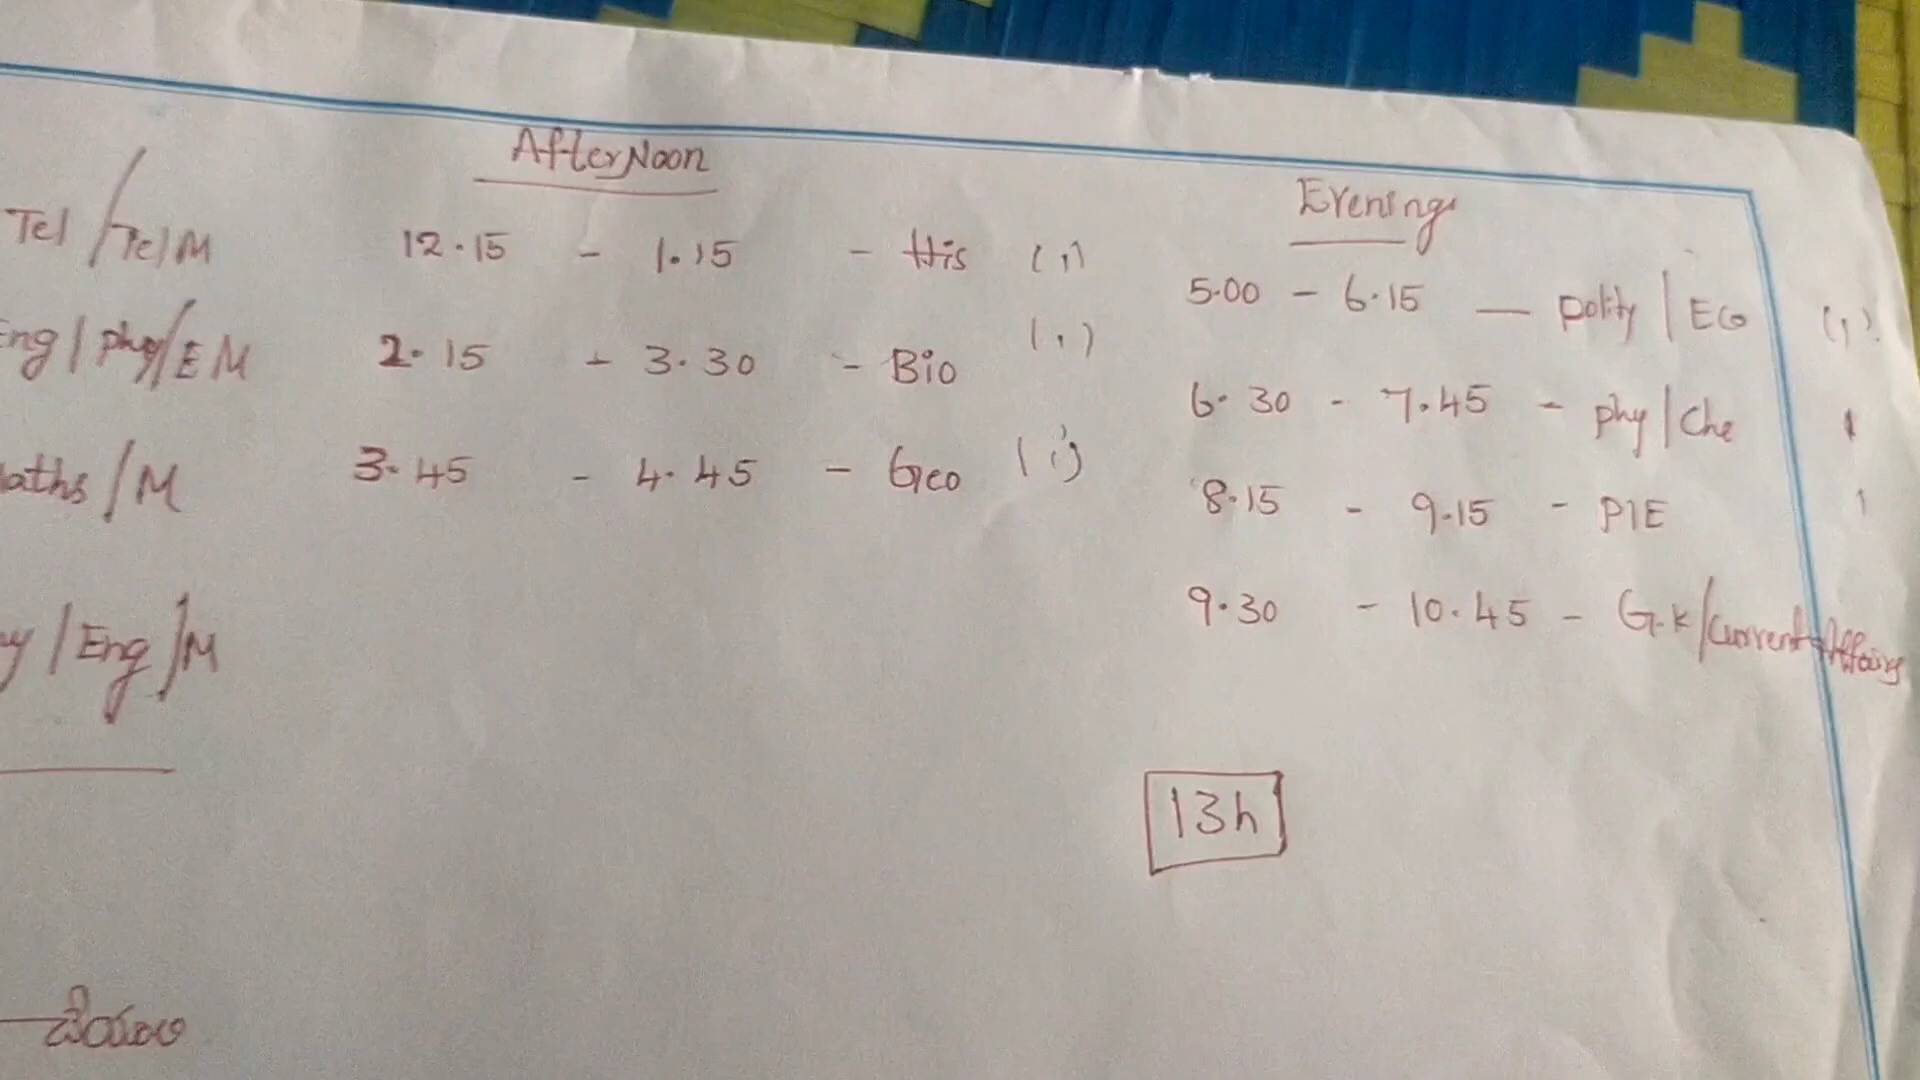 Tel / Tel M
Eng / phy / E M
aths / M
y / Eng / M
AfterNoon
12.15 - 1.15 - His (1)
2.15 - 3.30 - Bio (1)
3.45 - 4.45 - Geo (1)
Evening
5.00 - 6.15 - polity / Eco (1)
6.30 - 7.45 - phy / Che 1
8.15 - 9.15 - PIE 1
9.30 - 10.45 - G.K / Current Affairs
13h